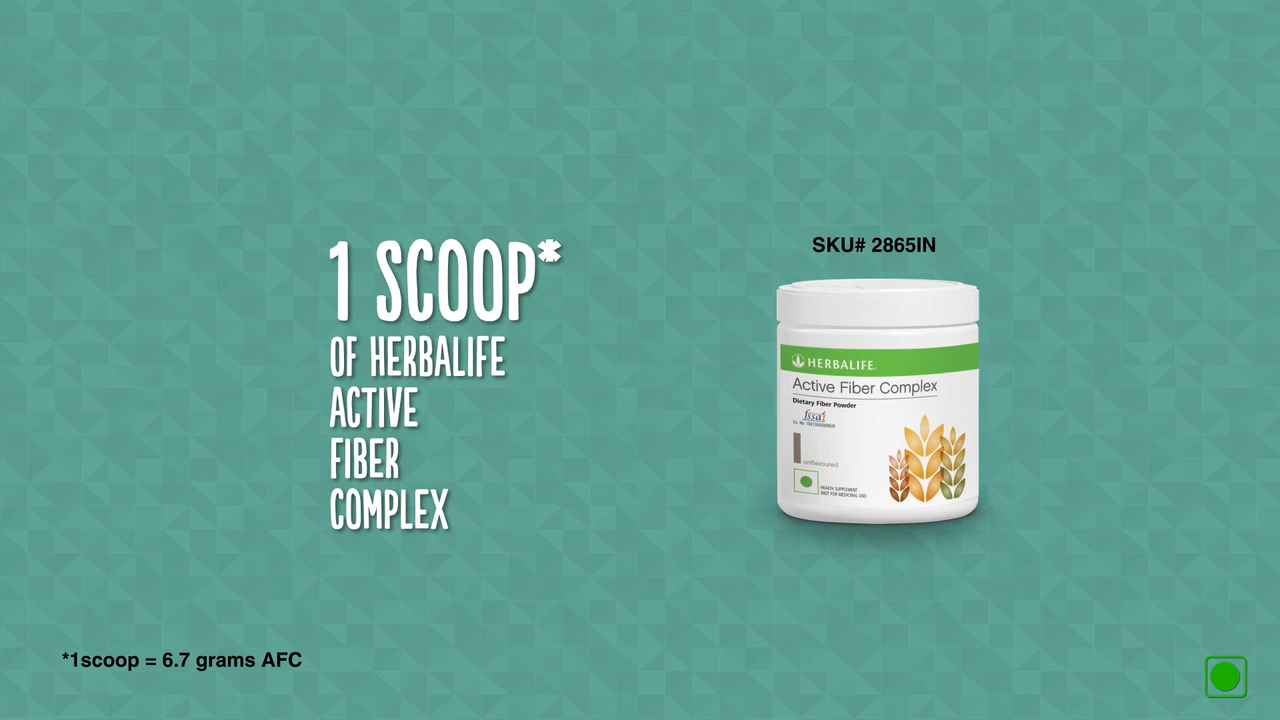 1 SCOOP*
OF HERBALIFE
ACTIVE
FIBER
COMPLEX
SKU# 2865IN
HERBALIFE
Active Fiber Complex
Dietary Fiber Powder
fssai
unflavoured
HEALTH SUPPLEMENT
(NOT FOR MEDICINAL USE)
*1scoop = 6.7 grams AFC